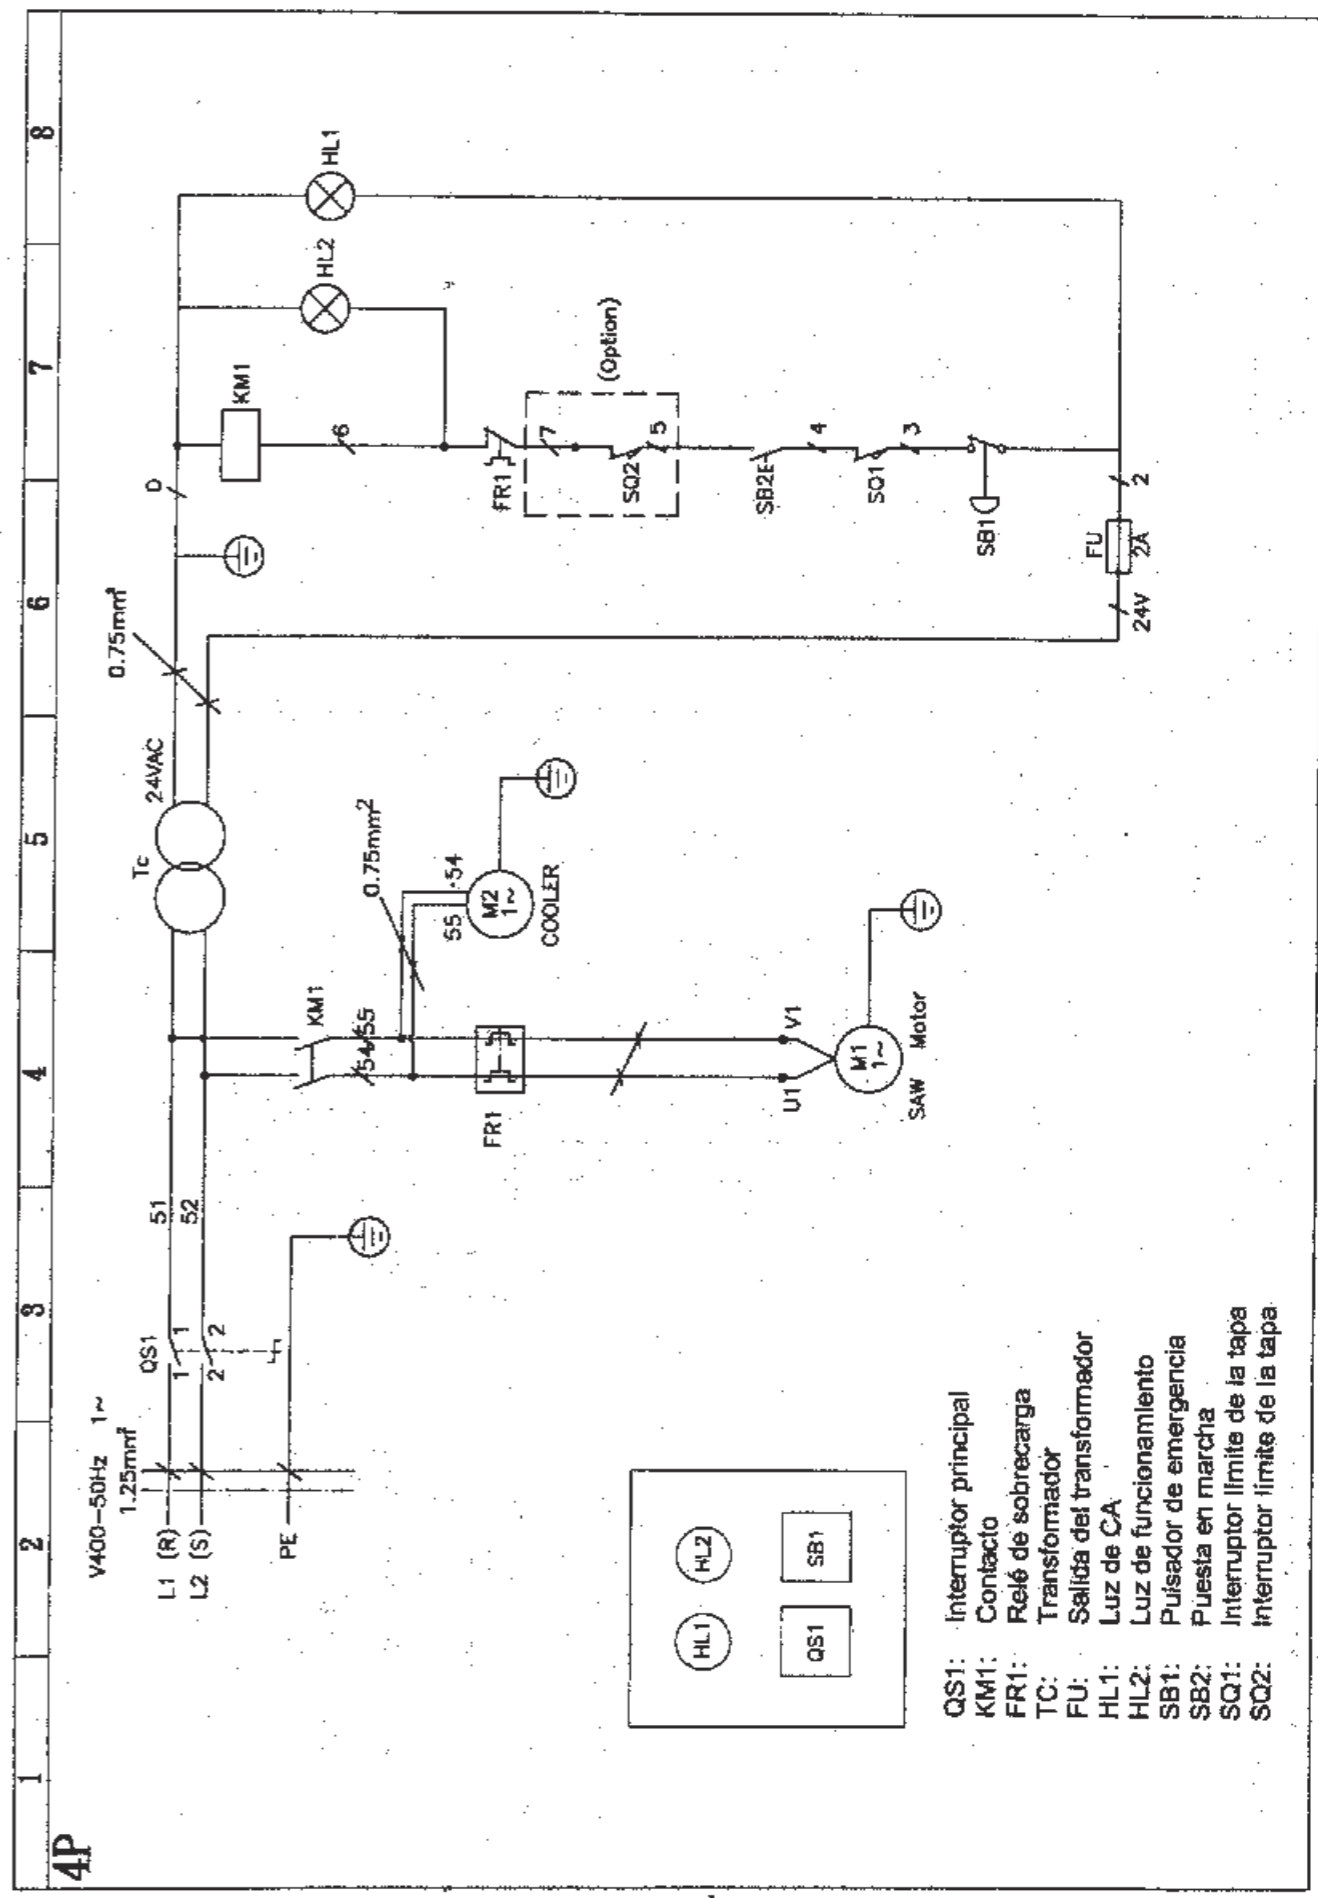 1 2 3 4 5 6 7 8
4P
V400-50Hz 1~
1.25mm²
L1 (R)
L2 (S)
PE
QS1
1 1
2 2
51
52
KM1
54 55
FR1
U1 V1
M1
1~
SAW Motor
0.75mm2
55 54
M2
1~
COOLER
Tc
24VAC
0.75mm²
0
KM1
6
HL2
HL1
FR1
7
(Option)
SQ2
5
SB2E
4
SQ1
3
SB1
2
FU
2A
24V
HL1 HL2
QS1 SB1
QS1: Interruptor principal
KM1: Contacto
FR1: Relé de sobrecarga
TC: Transformador
FU: Salida del transformador
HL1: Luz de CA
HL2: Luz de funcionamiento
SB1: Pulsador de emergencia
SB2: Puesta en marcha
SQ1: Interruptor límite de la tapa
SQ2: Interruptor límite de la tapa